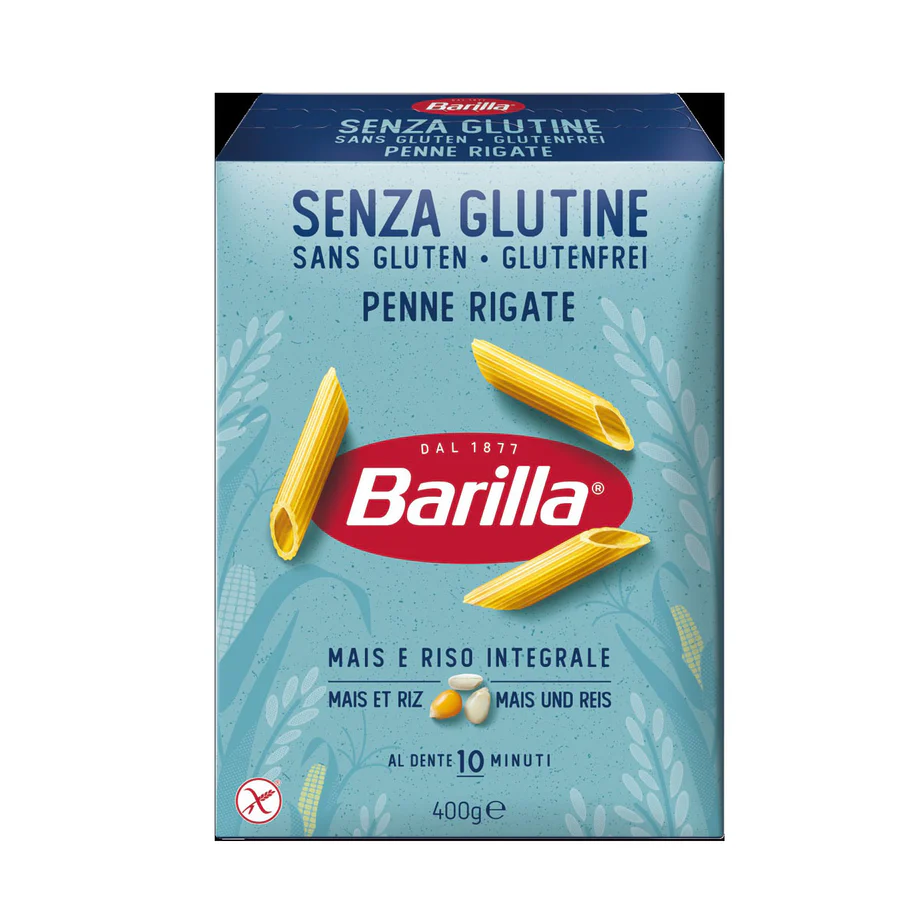 Barilla
SENZA GLUTINE
SANS GLUTEN • GLUTENFREI
PENNE RIGATE
SENZA GLUTINE
SANS GLUTEN • GLUTENFREI
PENNE RIGATE
DAL 1877
Barilla®
MAIS E RISO INTEGRALE
MAIS ET RIZ MAIS UND REIS
AL DENTE 10 MINUTI
400g℮